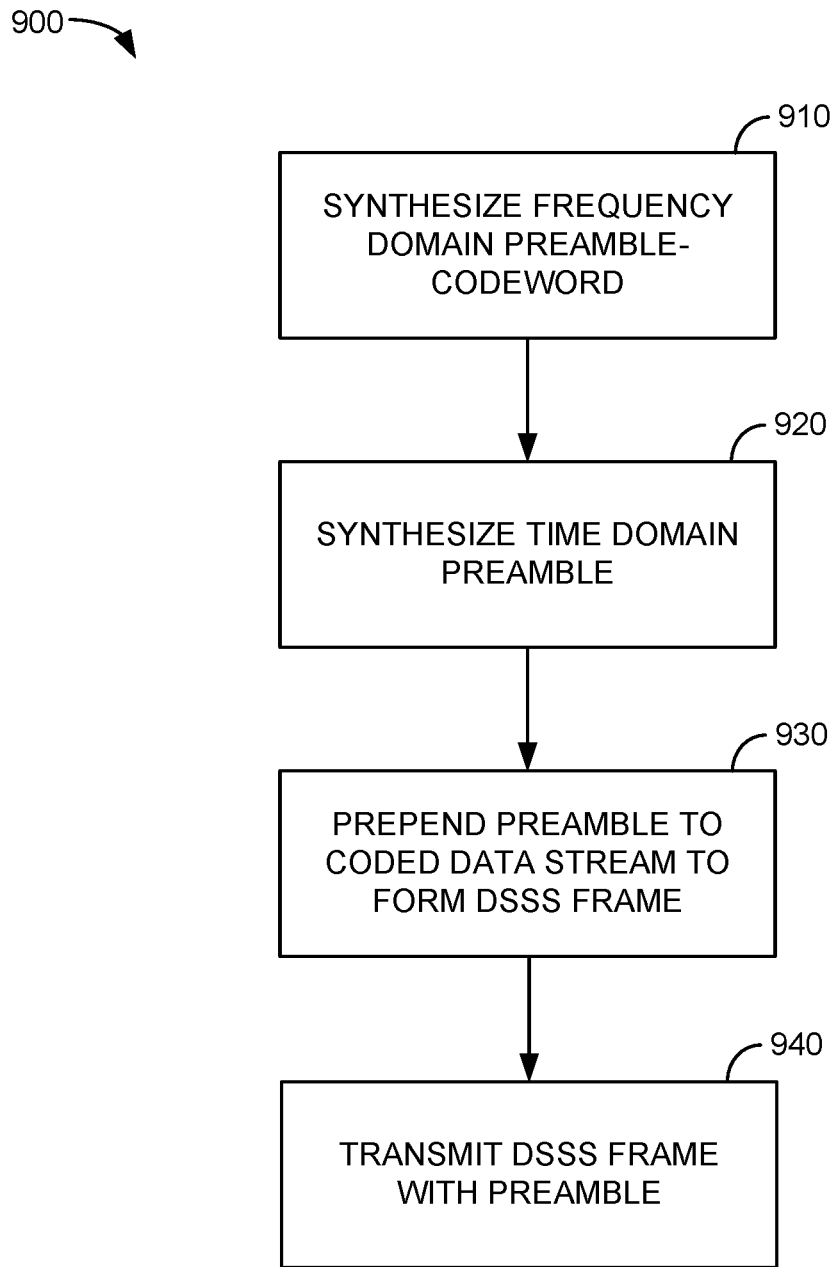 900
910
SYNTHESIZE FREQUENCY
DOMAIN PREAMBLE-
CODEWORD
920
SYNTHESIZE TIME DOMAIN
PREAMBLE
930
PREPEND PREAMBLE TO
CODED DATA STREAM TO
FORM DSSS FRAME
940
TRANSMIT DSSS FRAME
WITH PREAMBLE